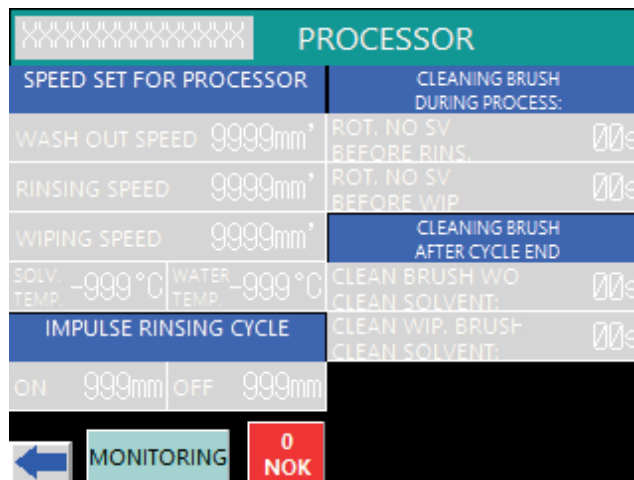 XXXXXXXXXXXXX PROCESSOR
SPEED SET FOR PROCESSOR
WASH OUT SPEED 9999mm'
RINSING SPEED 9999mm'
WIPING SPEED 9999mm'
SOLV. TEMP. -999°C WATER TEMP. -999°C
IMPULSE RINSING CYCLE
ON 999mm OFF 999mm
CLEANING BRUSH
DURING PROCESS:
ROT. NO SV
BEFORE RINS. 00s
ROT. NO SV
BEFORE WIP 00s
CLEANING BRUSH
AFTER CYCLE END
CLEAN BRUSH WO
CLEAN SOLVENT: 00s
CLEAN WIP. BRUSH
CLEAN SOLVENT: 00s
MONITORING
0
NOK